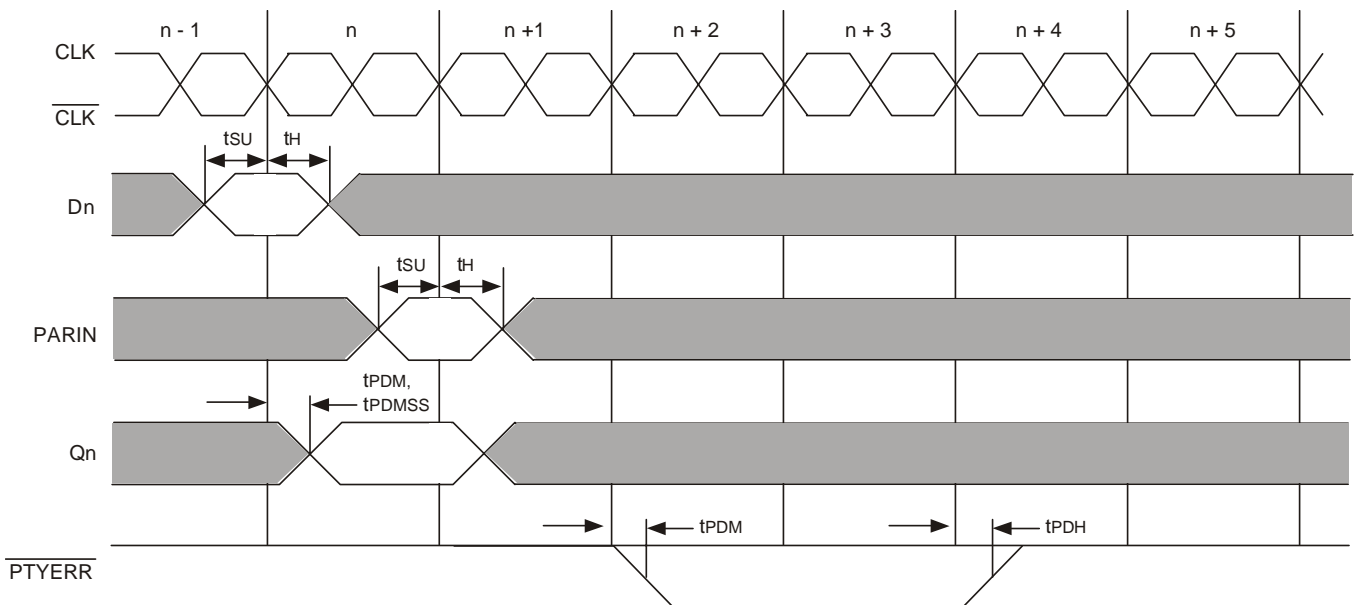 n - 1 n n +1 n + 2 n + 3 n + 4 n + 5
CLK
CLK
tSU tH
Dn
tSU tH
PARIN
tPDM,
tPDMSS
Qn
tPDM tPDH
PTYERR